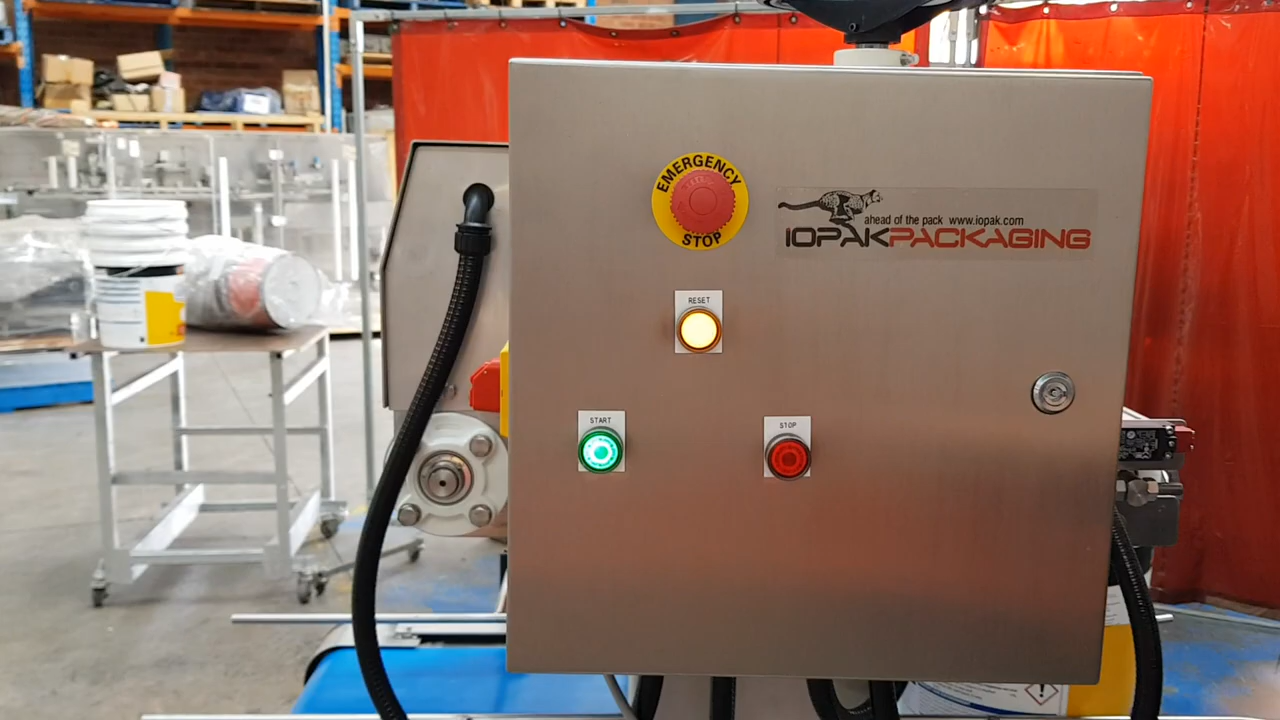 EMERGENCY
STOP
ahead of the pack www.iopak.com
IOPAKPACKAGING
RESET
START
STOP